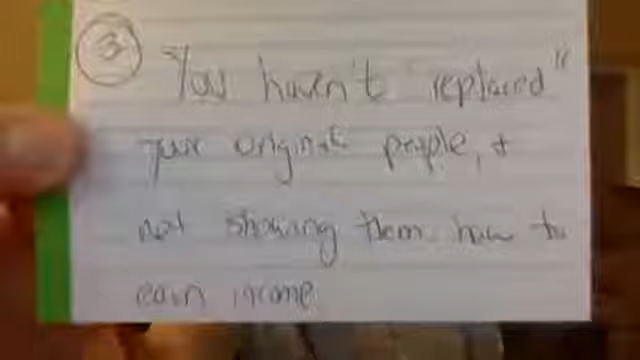 ③ "You haven't replaced"
your original people, +
not showing them how to
earn income